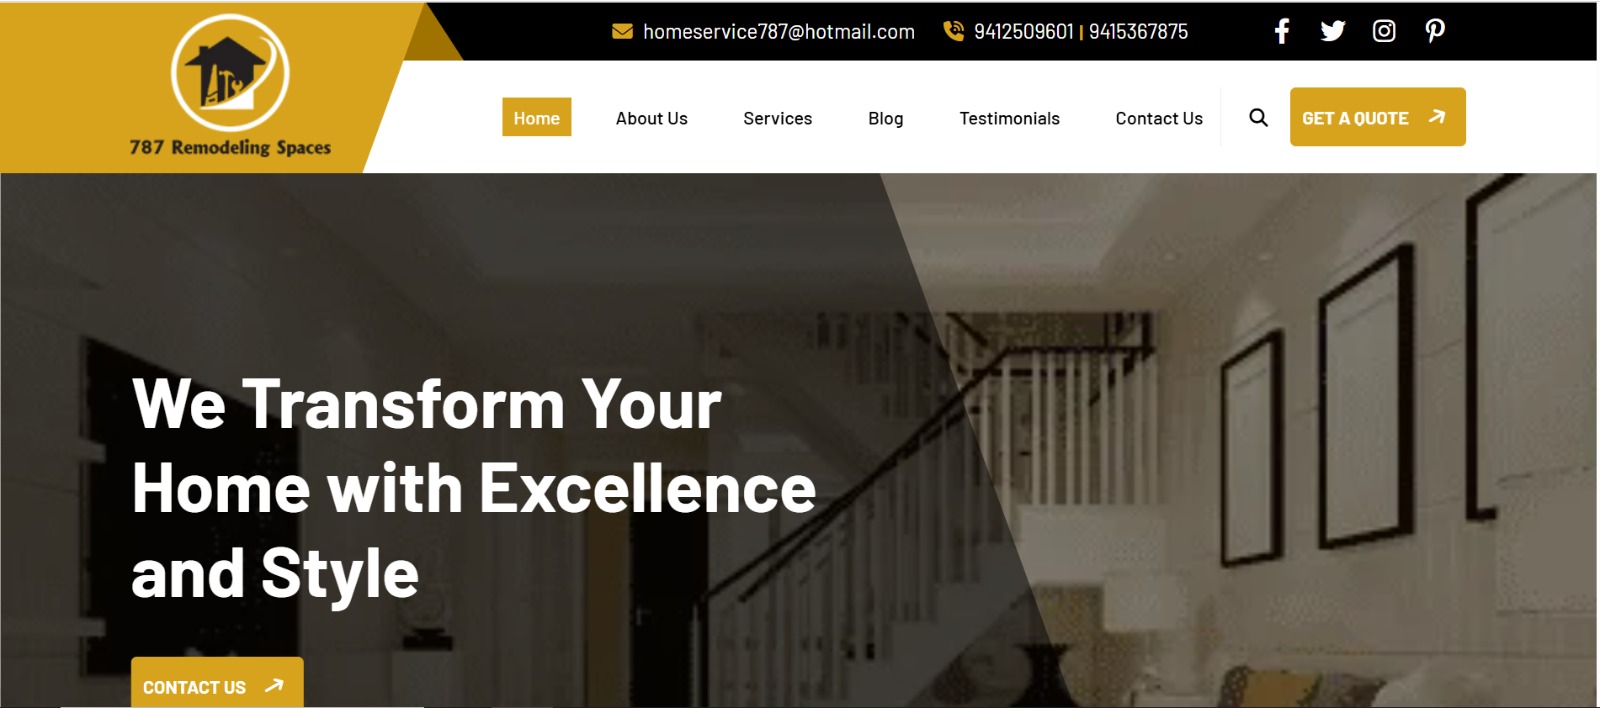 homeservice787@hotmail.com 9412509601 | 9415367875
787 Remodeling Spaces
Home About Us Services Blog Testimonials Contact Us GET A QUOTE
We Transform Your
Home with Excellence
and Style
CONTACT US